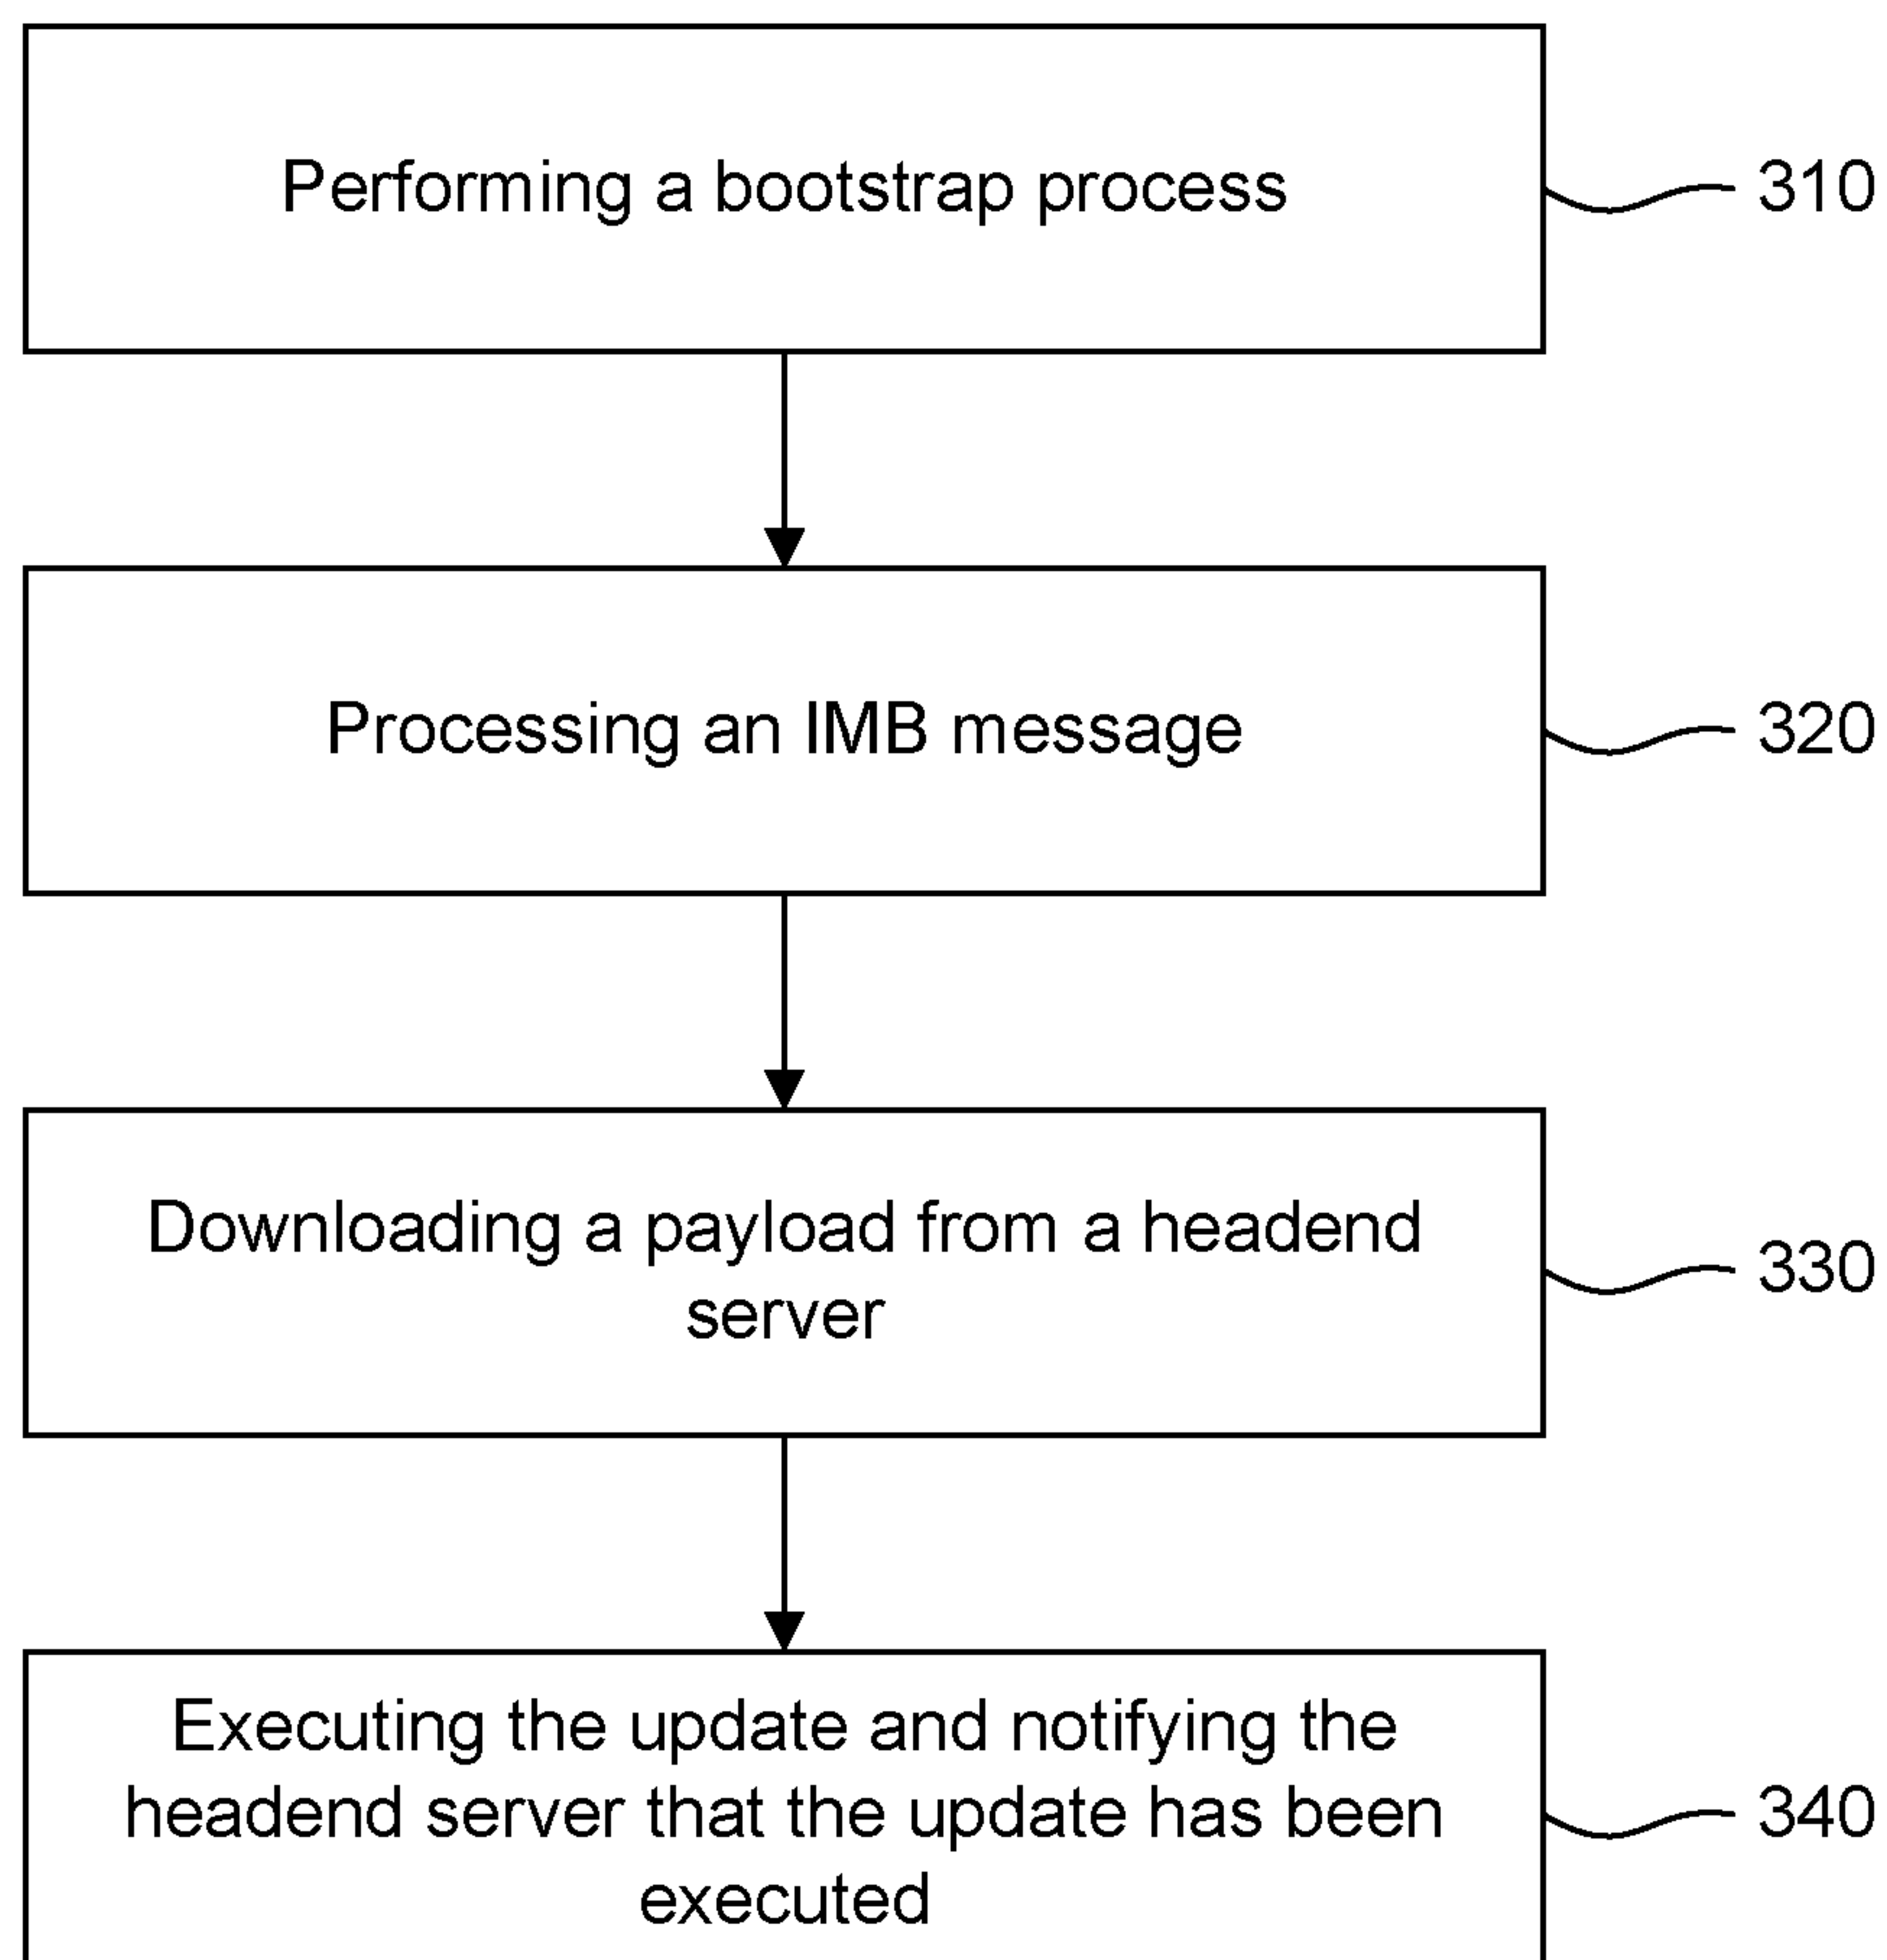 Performing a bootstrap process
310
Processing an IMB message
320
Downloading a payload from a headend
server
330
Executing the update and notifying the
headend server that the update has been
executed
340